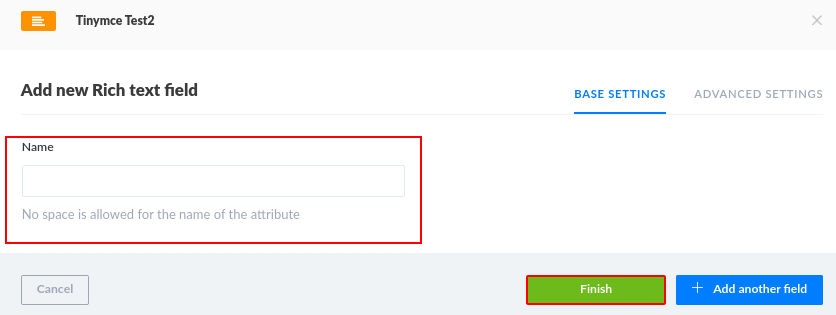 Tinymce Test2
Add new Rich text field
BASE SETTINGS
ADVANCED SETTINGS
Name
No space is allowed for the name of the attribute
Cancel
Finish
Add another field